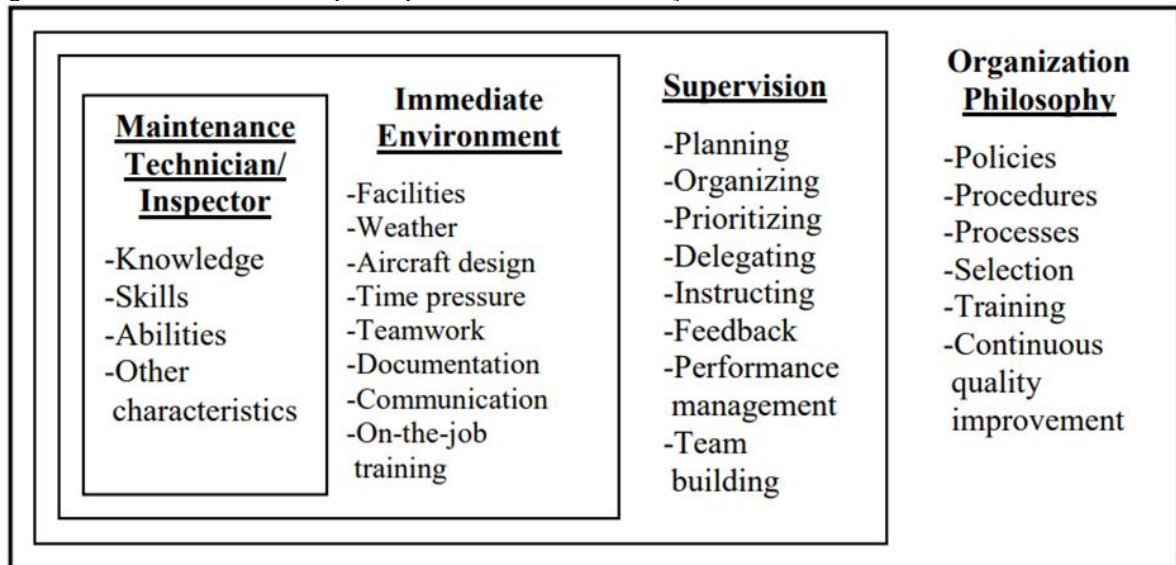 Maintenance
Technician/
Inspector
-Knowledge
-Skills
-Abilities
-Other
characteristics
Immediate
Environment
-Facilities
-Weather
-Aircraft design
-Time pressure
-Teamwork
-Documentation
-Communication
-On-the-job
training
Supervision
-Planning
-Organizing
-Prioritizing
-Delegating
-Instructing
-Feedback
-Performance
management
-Team
building
Organization
Philosophy
-Policies
-Procedures
-Processes
-Selection
-Training
-Continuous
quality
improvement